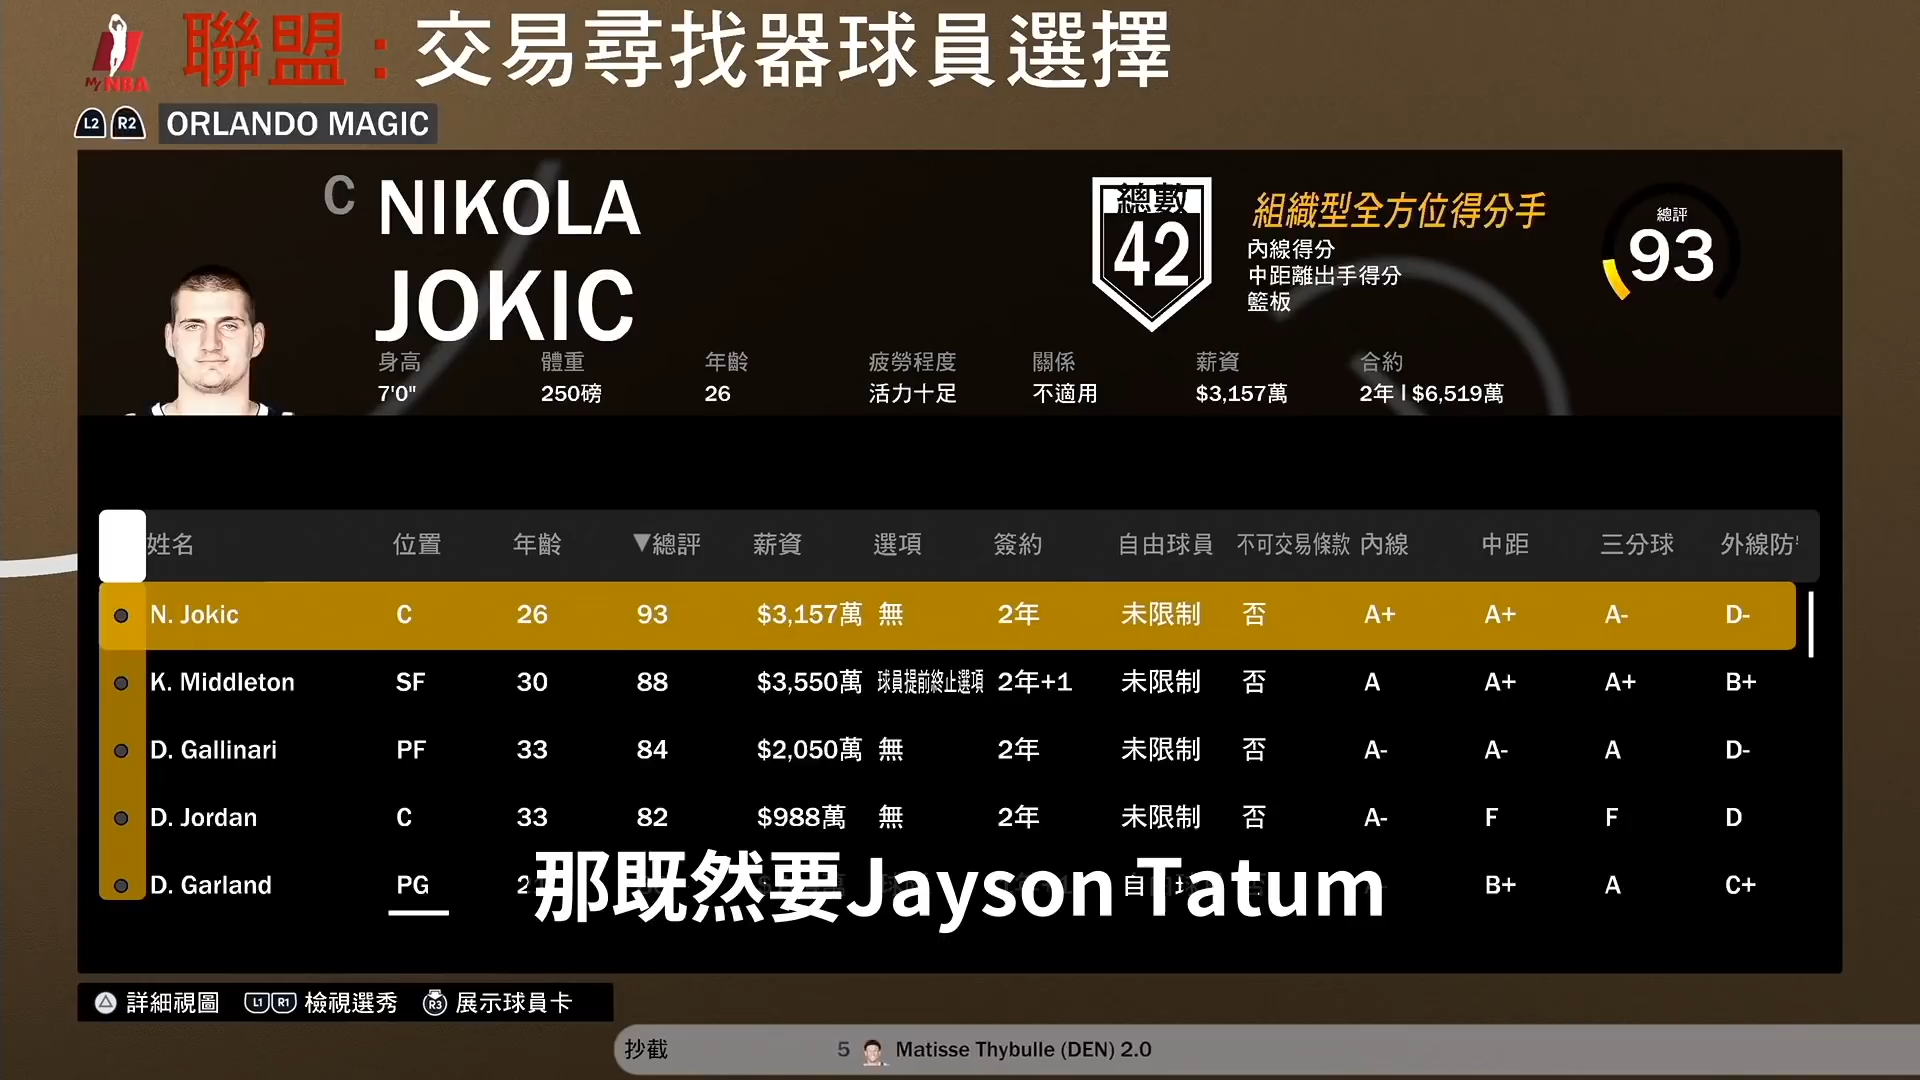 My NBA
聯盟：交易尋找器球員選擇
L2 R2 ORLANDO MAGIC
C NIKOLA
JOKIC
總數
42
組織型全方位得分手
內線得分
中距離出手得分
籃板
總評
93
身高 體重 年齡 疲勞程度 關係 薪資 合約
7'0" 250磅 26 活力十足 不適用 $3,157萬 2年 | $6,519萬
姓名 位置 年齡 ▼總評 薪資 選項 簽約 自由球員 不可交易條款 內線 中距 三分球 外線防
N. Jokic C 26 93 $3,157萬 無 2年 未限制 否 A+ A+ A- D-
K. Middleton SF 30 88 $3,550萬 球員提前終止選項 2年+1 未限制 否 A A+ A+ B+
D. Gallinari PF 33 84 $2,050萬 無 2年 未限制 否 A- A- A D-
D. Jordan C 33 82 $988萬 無 2年 未限制 否 A- F F D
D. Garland PG B+ A C+
那既然要Jayson Tatum
詳細視圖 L1 R1 檢視選秀 R3 展示球員卡
抄截 5 Matisse Thybulle (DEN) 2.0